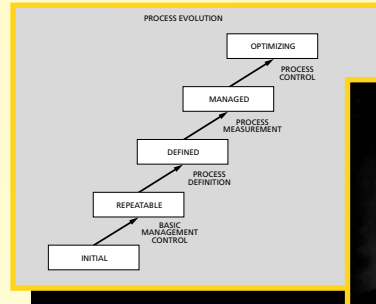 PROCESS EVOLUTION
OPTIMIZING
PROCESS
CONTROL
MANAGED
PROCESS
MEASUREMENT
DEFINED
PROCESS
DEFINITION
REPEATABLE
BASIC
MANAGEMENT
CONTROL
INITIAL